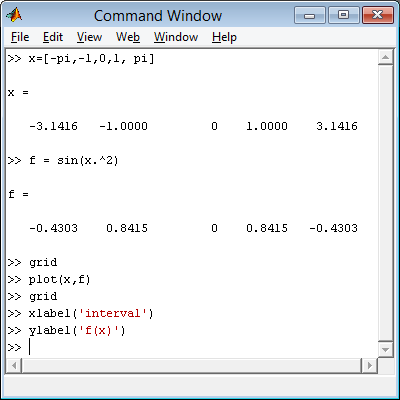 Command Window
File Edit View Web Window Help
>> x=[-pi,-1,0,1, pi]
x =
-3.1416 -1.0000 0 1.0000 3.1416
>> f = sin(x.^2)
f =
-0.4303 0.8415 0 0.8415 -0.4303
>> grid
>> plot(x,f)
>> grid
>> xlabel('interval')
>> ylabel('f(x)')
>>